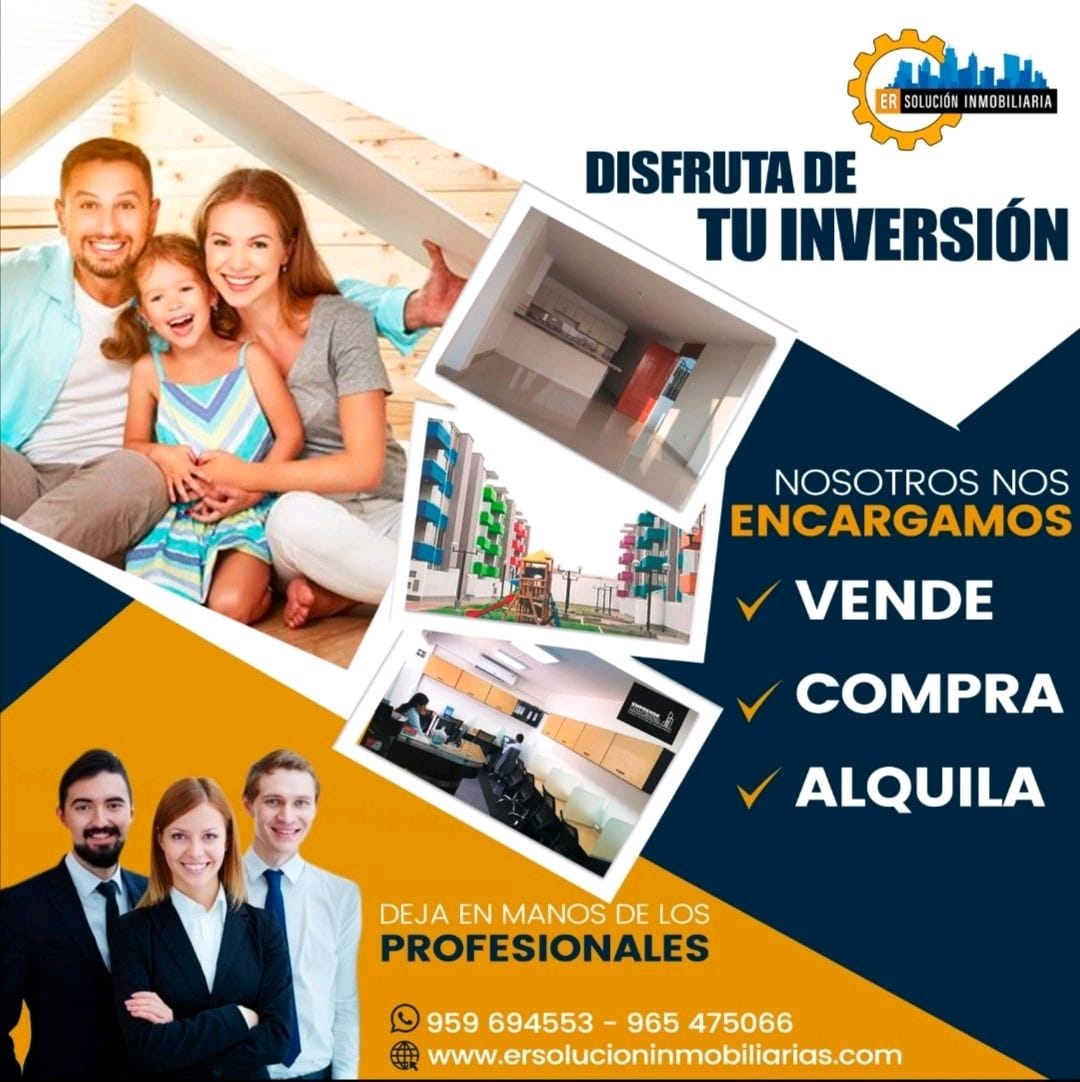 ER SOLUCIÓN INMOBILIARIA
DISFRUTA DE
TU INVERSIÓN
NOSOTROS NOS
ENCARGAMOS
VENDE
COMPRA
ALQUILA
EMPRENDE
DEJA EN MANOS DE LOS
PROFESIONALES
959 694553 - 965 475066
www.ersolucioninmobiliarias.com